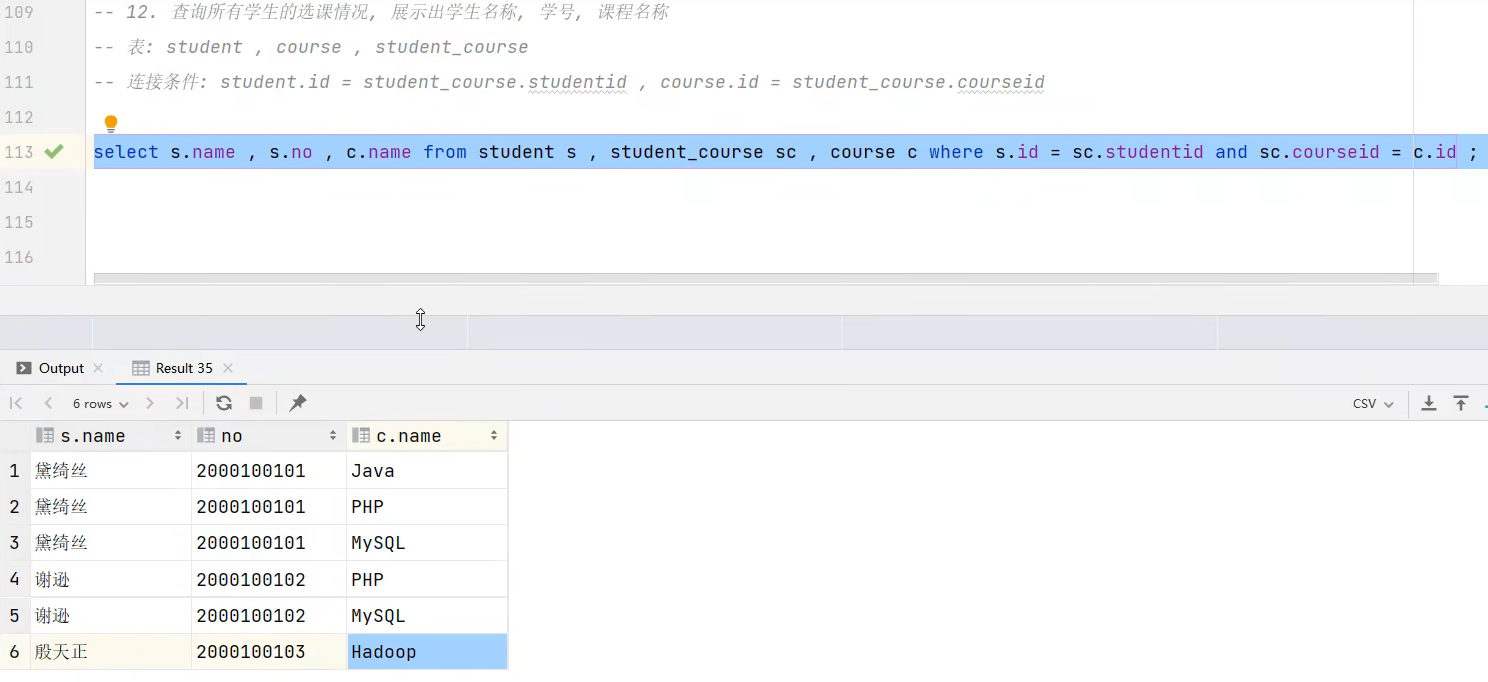 109 -- 12. 查询所有学生的选课情况, 展示出学生名称, 学号, 课程名称
110 -- 表: student , course , student_course
111 -- 连接条件: student.id = student_course.studentid , course.id = student_course.courseid
112
113 select s.name , s.no , c.name from student s , student_course sc , course c where s.id = sc.studentid and sc.courseid = c.id ;
114
115
116
Output Result 35
6 rows CSV
s.name no c.name
1 黛绮丝 2000100101 Java
2 黛绮丝 2000100101 PHP
3 黛绮丝 2000100101 MySQL
4 谢逊 2000100102 PHP
5 谢逊 2000100102 MySQL
6 殷天正 2000100103 Hadoop